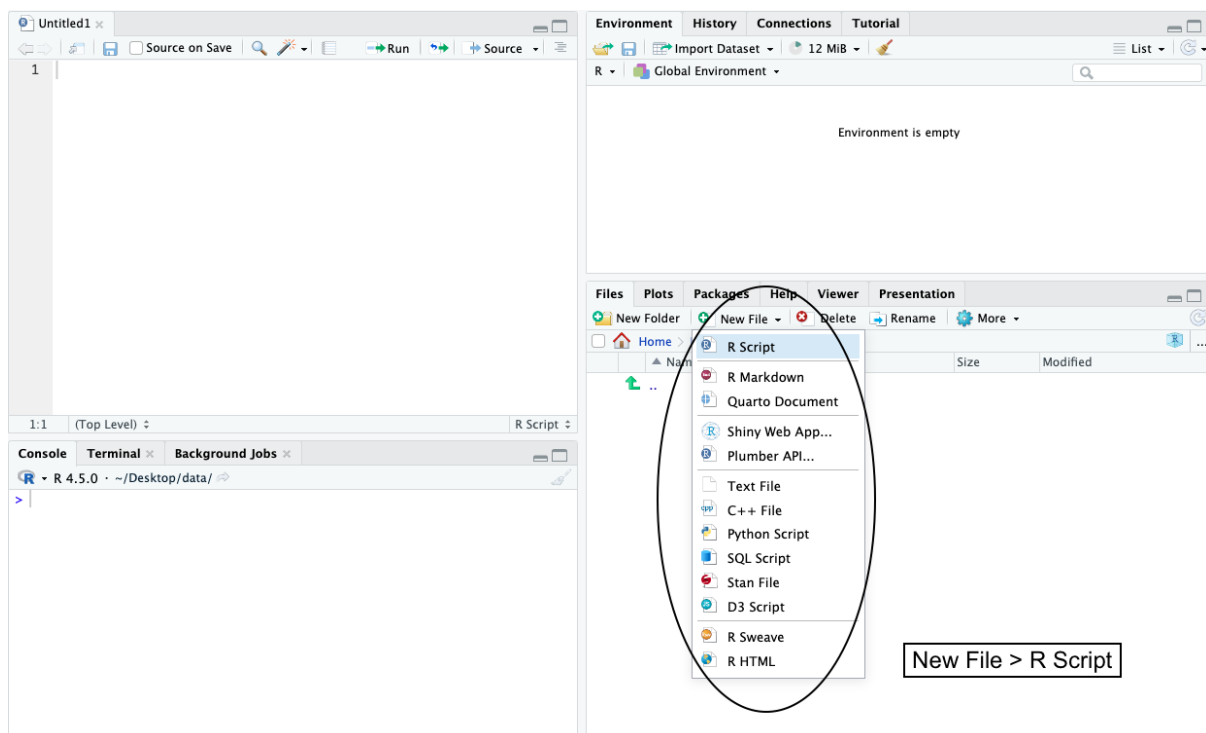 Untitled1
Source on Save Run Source
1
1:1 (Top Level) R Script
Console Terminal Background Jobs
R 4.5.0 · ~/Desktop/data/
>
Environment History Connections Tutorial
Import Dataset 12 MiB List
R Global Environment
Environment is empty
Files Plots Packages Help Viewer Presentation
New Folder New File Delete Rename More
Home
Size Modified
..
R Script
R Markdown
Quarto Document
Shiny Web App...
Plumber API...
Text File
C++ File
Python Script
SQL Script
Stan File
D3 Script
R Sweave
R HTML
New File > R Script